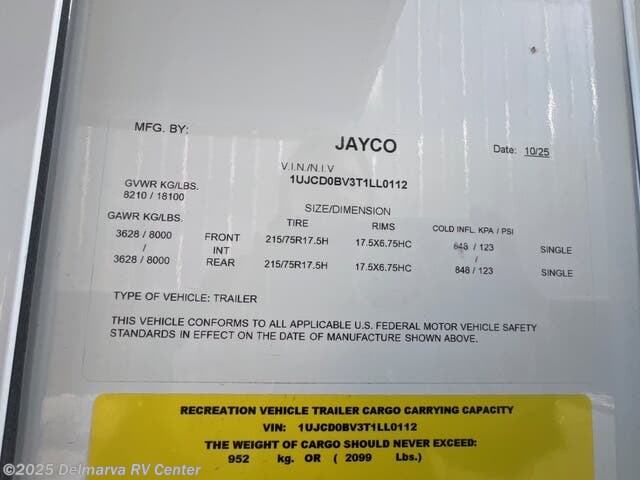 MFG. BY: JAYCO Date: 10/25
V.I.N./N.I.V
1UJCD0BV3T1LL0112
GVWR KG/LBS.
8210 / 18100
SIZE/DIMENSION
GAWR KG/LBS. TIRE RIMS COLD INFL. KPA / PSI
3628 / 8000 FRONT 215/75R17.5H 17.5X6.75HC 848 / 123 SINGLE
/ INT /
3628 / 8000 REAR 215/75R17.5H 17.5X6.75HC 848 / 123 SINGLE
TYPE OF VEHICLE: TRAILER
THIS VEHICLE CONFORMS TO ALL APPLICABLE U.S. FEDERAL MOTOR VEHICLE SAFETY
STANDARDS IN EFFECT ON THE DATE OF MANUFACTURE SHOWN ABOVE.
RECREATION VEHICLE TRAILER CARGO CARRYING CAPACITY
VIN: 1UJCD0BV3T1LL0112
THE WEIGHT OF CARGO SHOULD NEVER EXCEED:
952 kg. OR ( 2099 Lbs.)
©2025 Delmarva RV Center